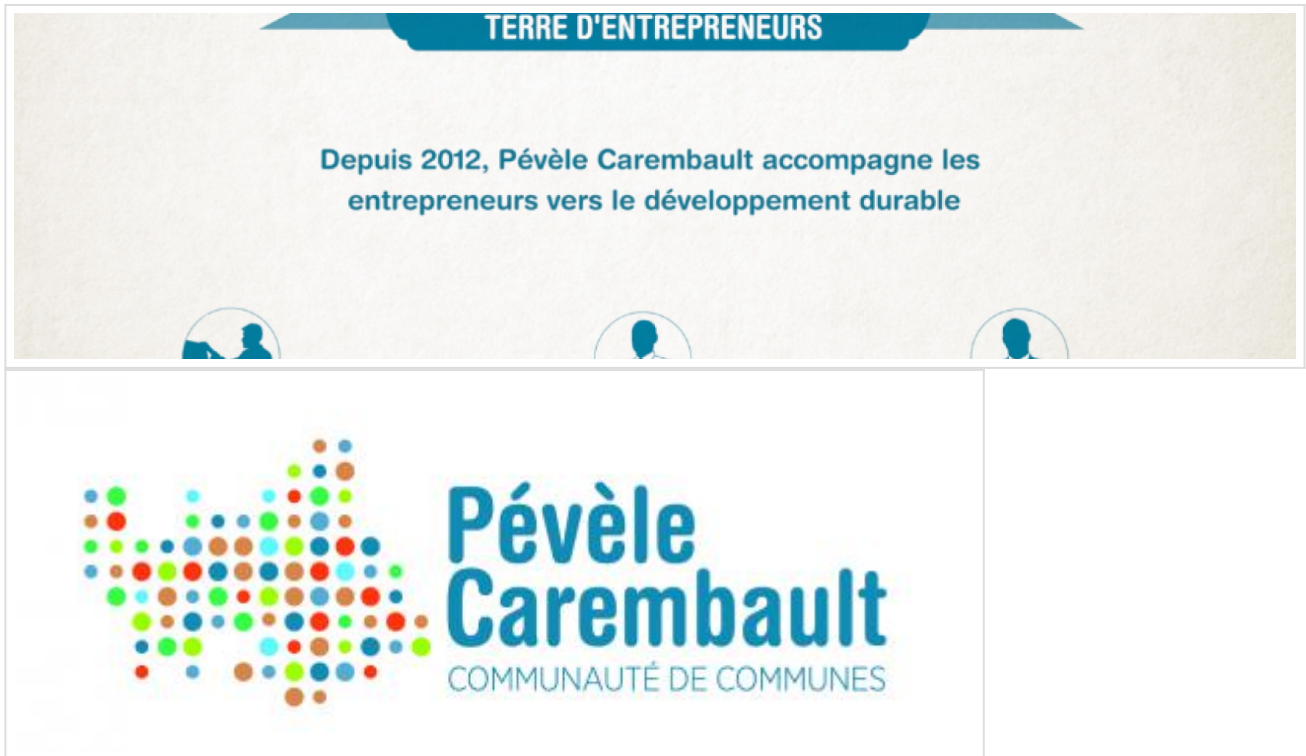 TERRE D'ENTREPRENEURS
Depuis 2012, Pévèle Carembault accompagne les
entrepreneurs vers le développement durable
Pévèle
Carembault
COMMUNAUTÉ DE COMMUNES